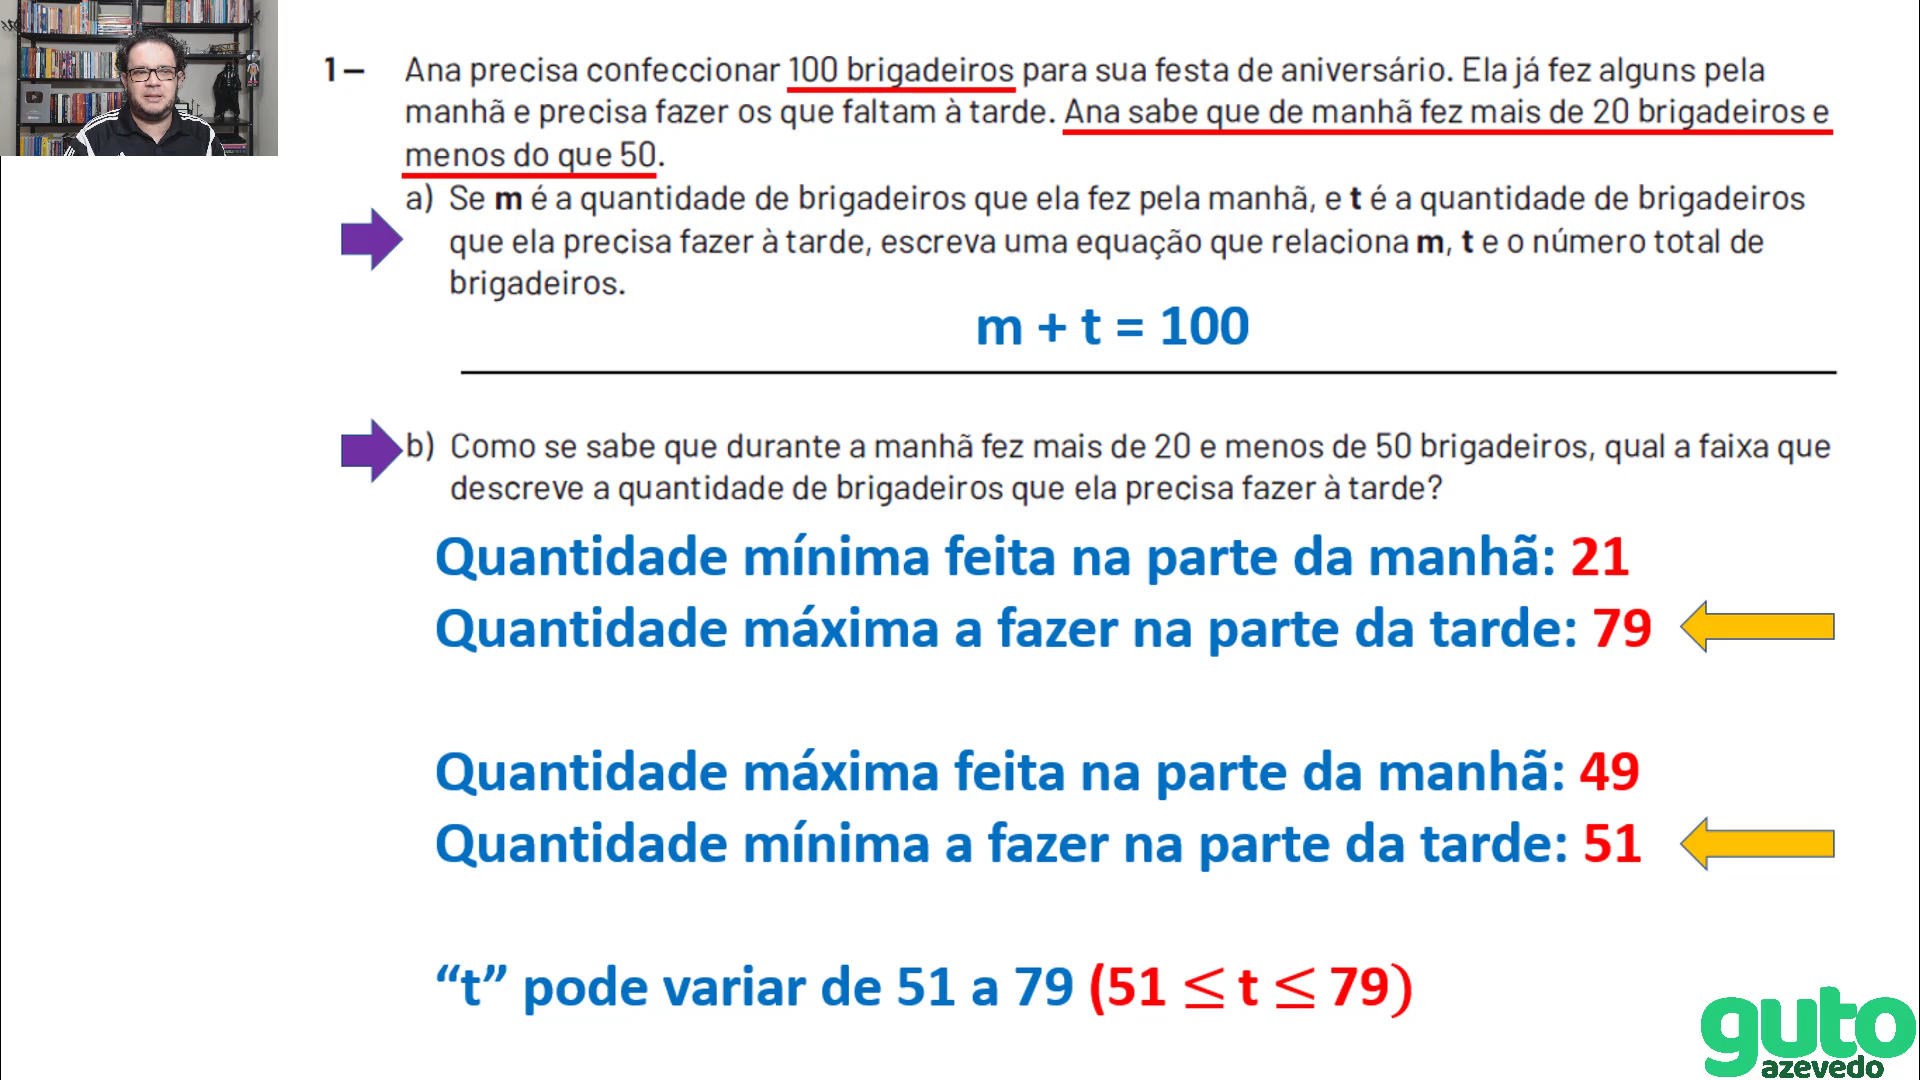 1 – Ana precisa confeccionar 100 brigadeiros para sua festa de aniversário. Ela já fez alguns pela
manhã e precisa fazer os que faltam à tarde. Ana sabe que de manhã fez mais de 20 brigadeiros e
menos do que 50.
a) Se m é a quantidade de brigadeiros que ela fez pela manhã, e t é a quantidade de brigadeiros
que ela precisa fazer à tarde, escreva uma equação que relaciona m, t e o número total de
brigadeiros.
m + t = 100
b) Como se sabe que durante a manhã fez mais de 20 e menos de 50 brigadeiros, qual a faixa que
descreve a quantidade de brigadeiros que ela precisa fazer à tarde?
Quantidade mínima feita na parte da manhã: 21
Quantidade máxima a fazer na parte da tarde: 79
Quantidade máxima feita na parte da manhã: 49
Quantidade mínima a fazer na parte da tarde: 51
“t” pode variar de 51 a 79 (51 ≤ t ≤ 79)
guto
azevedo